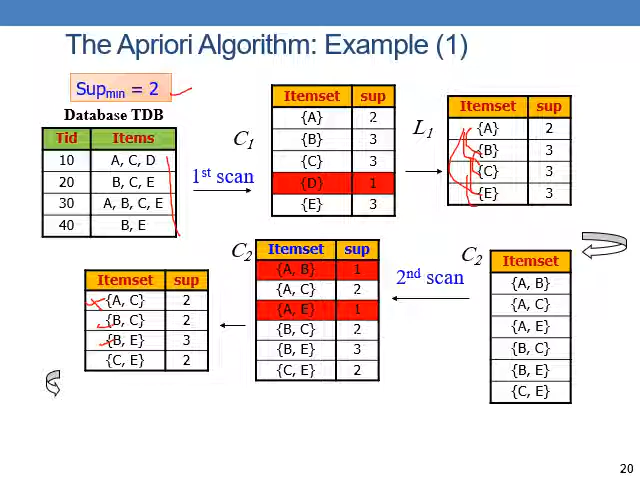 The Apriori Algorithm: Example (1)
Supmin = 2
Database TDB
Tid Items
10 A, C, D
20 B, C, E
30 A, B, C, E
40 B, E
1st scan
C1
Itemset sup
{A} 2
{B} 3
{C} 3
{D} 1
{E} 3
L1
Itemset sup
{A} 2
{B} 3
{C} 3
{E} 3
C2
Itemset
{A, B}
{A, C}
{A, E}
{B, C}
{B, E}
{C, E}
2nd scan
C2
Itemset sup
{A, B} 1
{A, C} 2
{A, E} 1
{B, C} 2
{B, E} 3
{C, E} 2
Itemset sup
{A, C} 2
{B, C} 2
{B, E} 3
{C, E} 2
20